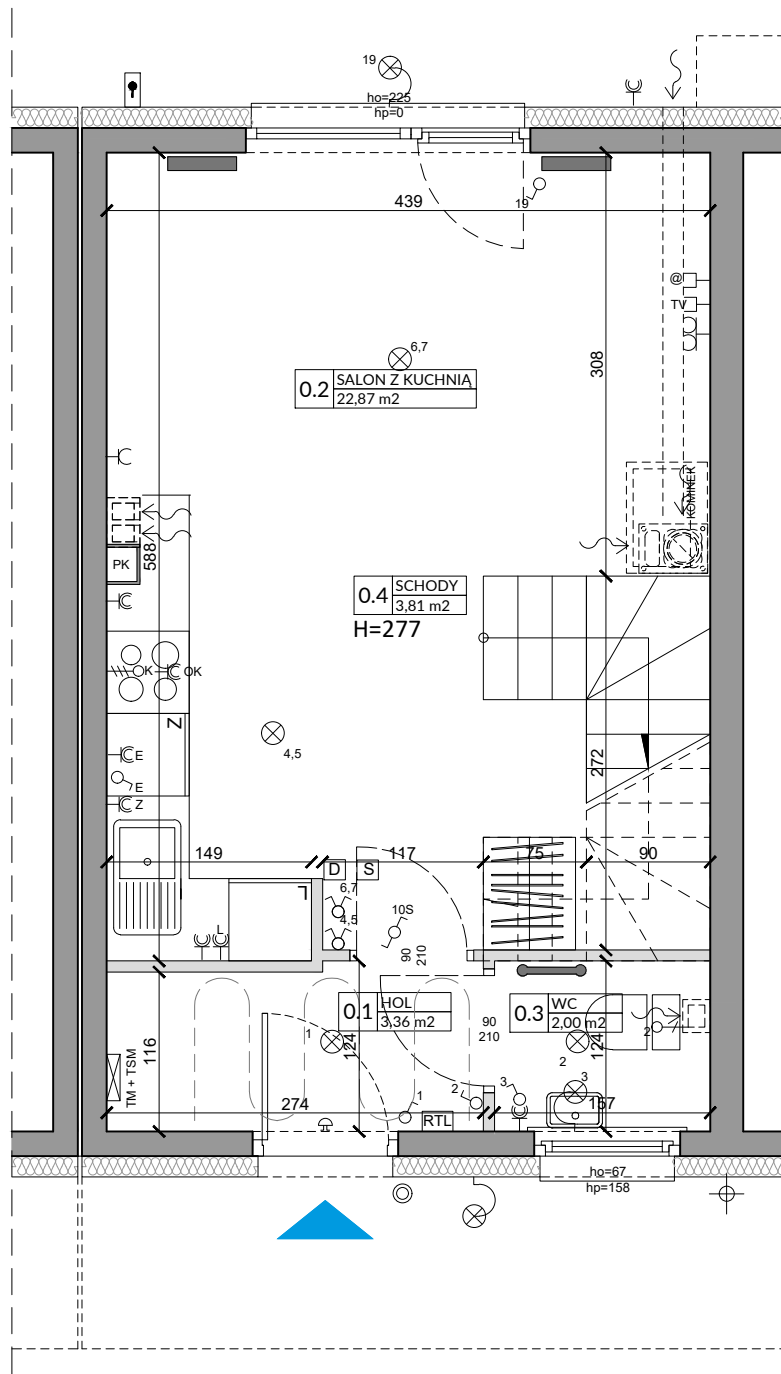 19
ho=225
hp=0
439
19
@
TV
6,7
0.2 SALON Z KUCHNIĄ
22,87 m2
308
KOMINEK
588
PK
0.4 SCHODY
3,81 m2
H=277
OK
OK
Z
4,5
272
E
E
Z
149
117
75
90
D
S
6,7
10S
4,5
L
90
210
0.1 HOL
3,36 m2
0.3 WC
2,00 m2
90
210
1
124
2
2
124
116
TM + TSM
3
3
2
1
274
157
RTL
ho=67
hp=158